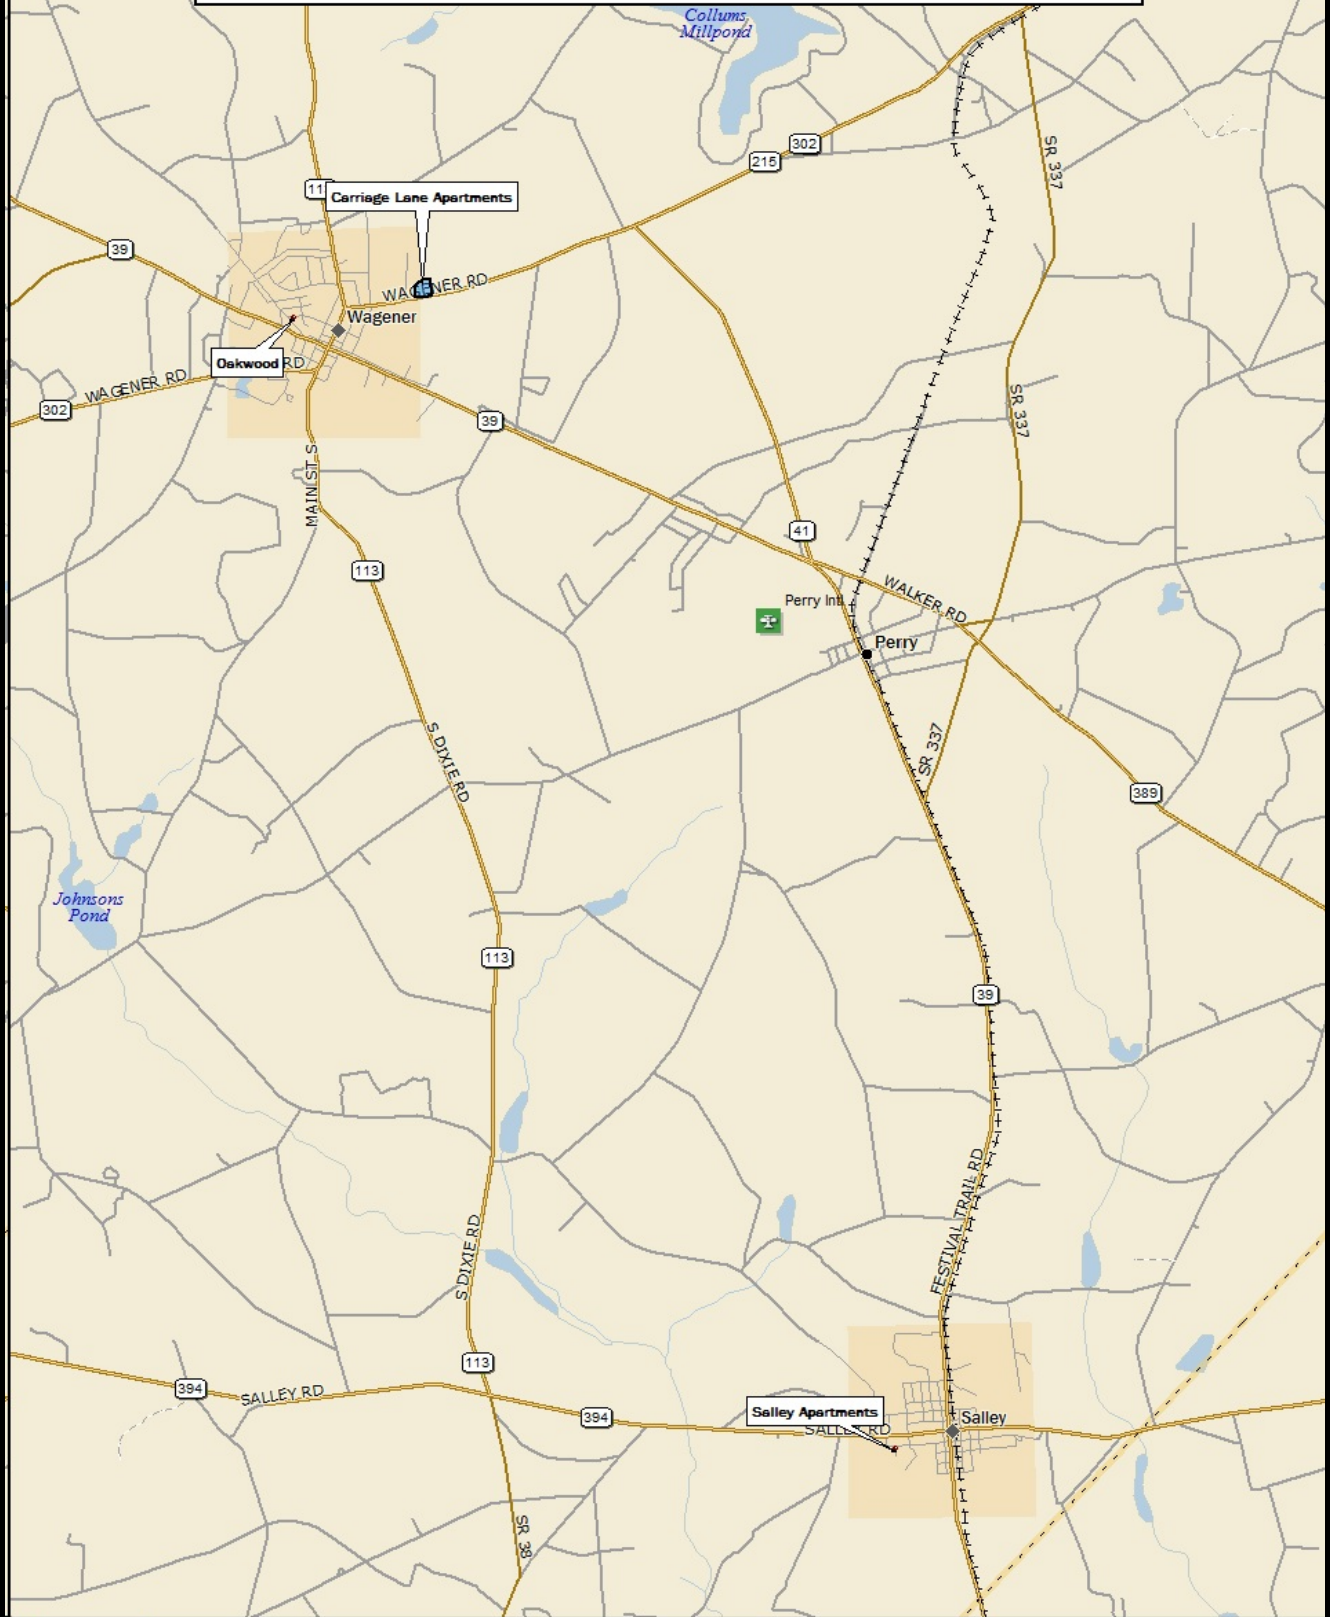 Collums
Millpond
302
215
SR 337
11
Carriage Lane Apartments
39
WAGENER RD
Wagener
Oakwood
RD
WAGENER RD
302
SR 337
39
MAIN ST S
41
113
WALKER RD
Perry Intl
Perry
S DIXIE RD
SR 337
389
Johnsons
Pond
113
39
FESTIVAL TRAIL RD
S DIXIE RD
113
394
SALLEY RD
Salley Apartments
394
Salley
SALLEY RD
SR 38